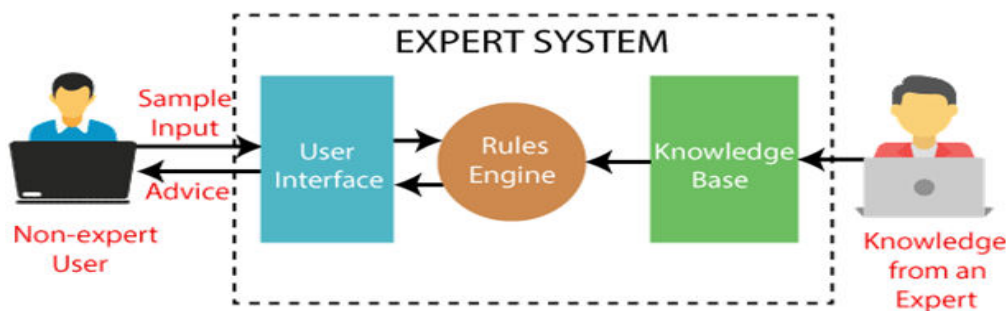 EXPERT SYSTEM
Sample
Input
Advice
Non-expert
User
User
Interface
Rules
Engine
Knowledge
Base
Knowledge
from an
Expert